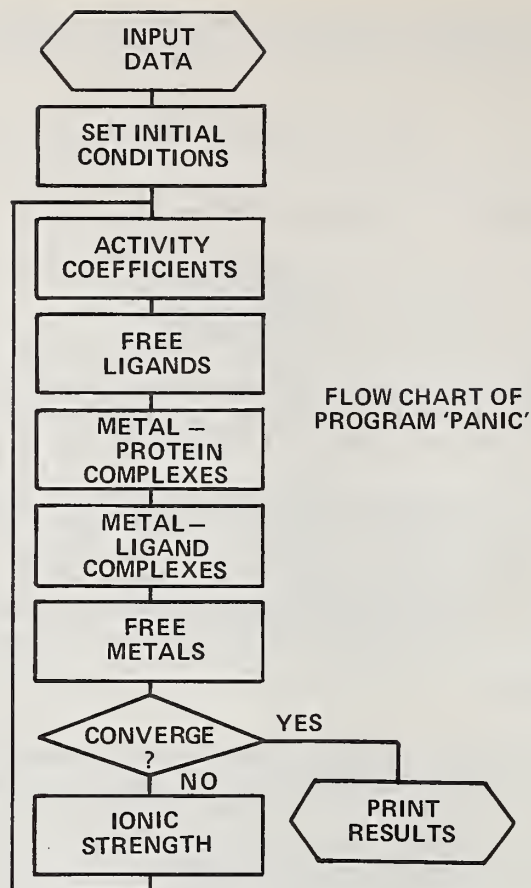 INPUT
DATA
SET INITIAL
CONDITIONS
ACTIVITY
COEFFICIENTS
FREE
LIGANDS
METAL –
PROTEIN
COMPLEXES
METAL –
LIGAND
COMPLEXES
FREE
METALS
CONVERGE
?
YES
NO
IONIC
STRENGTH
PRINT
RESULTS
FLOW CHART OF
PROGRAM 'PANIC'